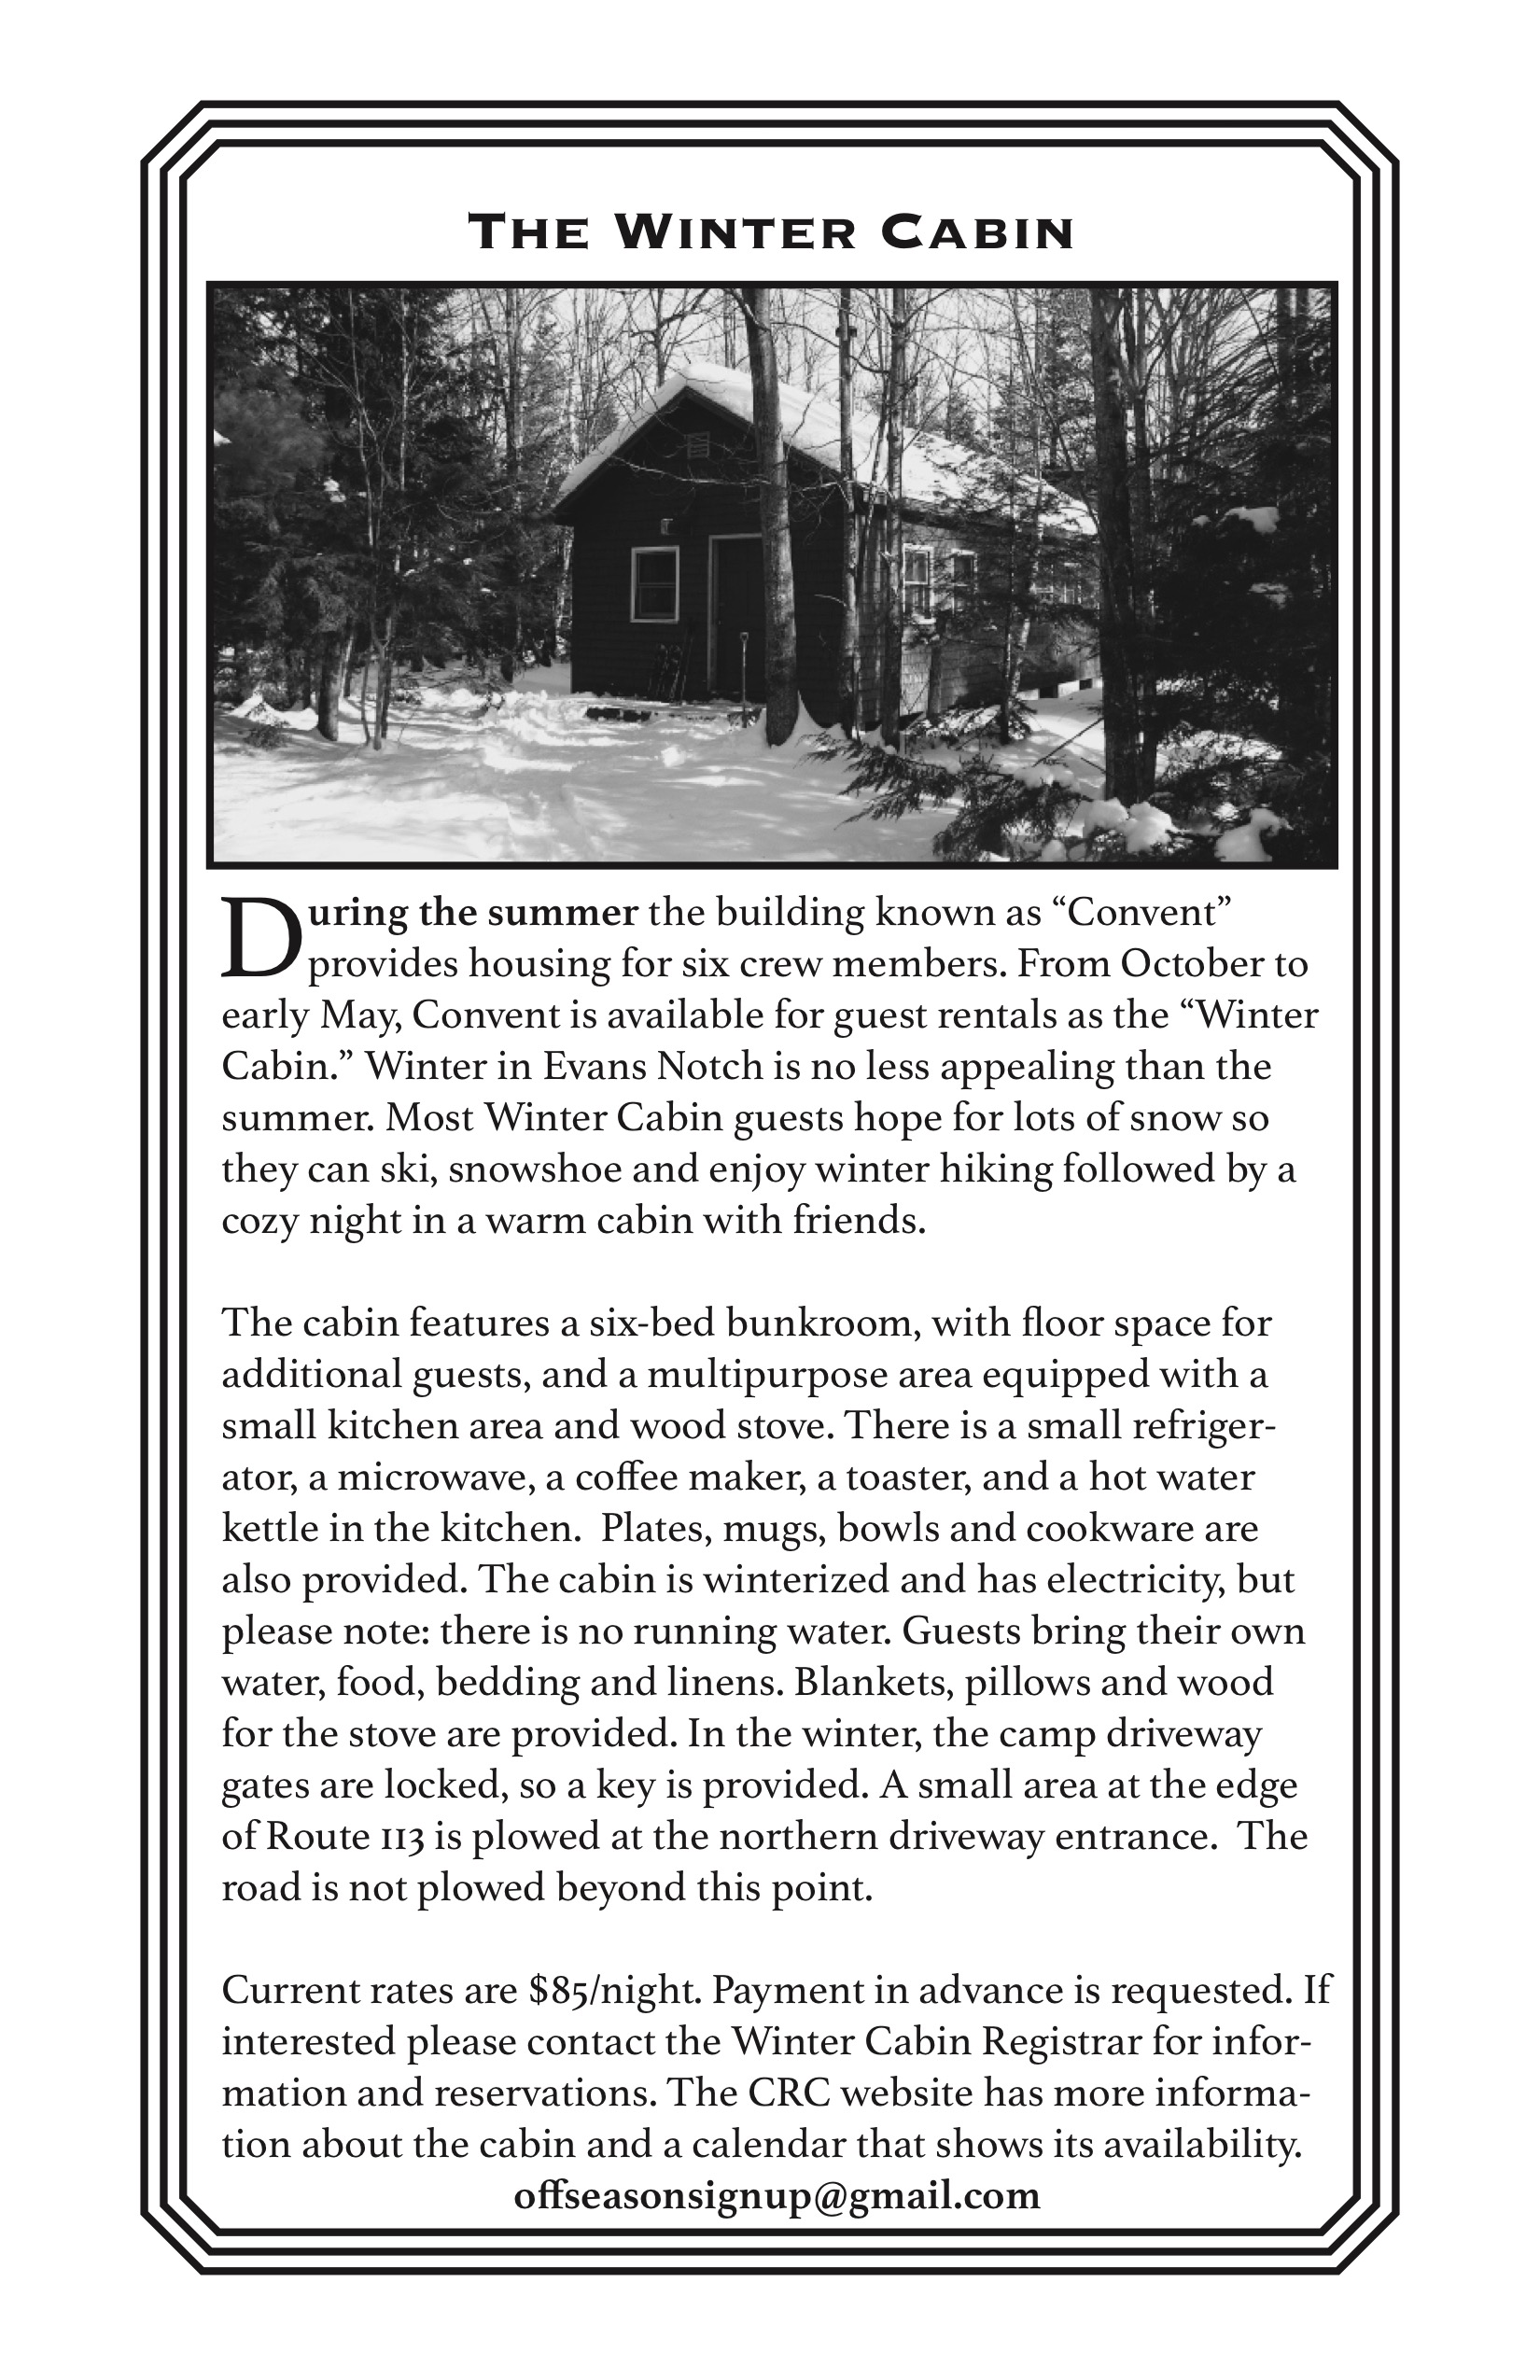 The Winter Cabin
During the summer the building known as “Convent”
provides housing for six crew members. From October to
early May, Convent is available for guest rentals as the “Winter
Cabin.” Winter in Evans Notch is no less appealing than the
summer. Most Winter Cabin guests hope for lots of snow so
they can ski, snowshoe and enjoy winter hiking followed by a
cozy night in a warm cabin with friends.
The cabin features a six-bed bunkroom, with floor space for
additional guests, and a multipurpose area equipped with a
small kitchen area and wood stove. There is a small refriger-
ator, a microwave, a coffee maker, a toaster, and a hot water
kettle in the kitchen.  Plates, mugs, bowls and cookware are
also provided. The cabin is winterized and has electricity, but
please note: there is no running water. Guests bring their own
water, food, bedding and linens. Blankets, pillows and wood
for the stove are provided. In the winter, the camp driveway
gates are locked, so a key is provided. A small area at the edge
of Route 113 is plowed at the northern driveway entrance.  The
road is not plowed beyond this point.
Current rates are $85/night. Payment in advance is requested. If
interested please contact the Winter Cabin Registrar for infor-
mation and reservations. The CRC website has more informa-
tion about the cabin and a calendar that shows its availability.
offseasonsignup@gmail.com